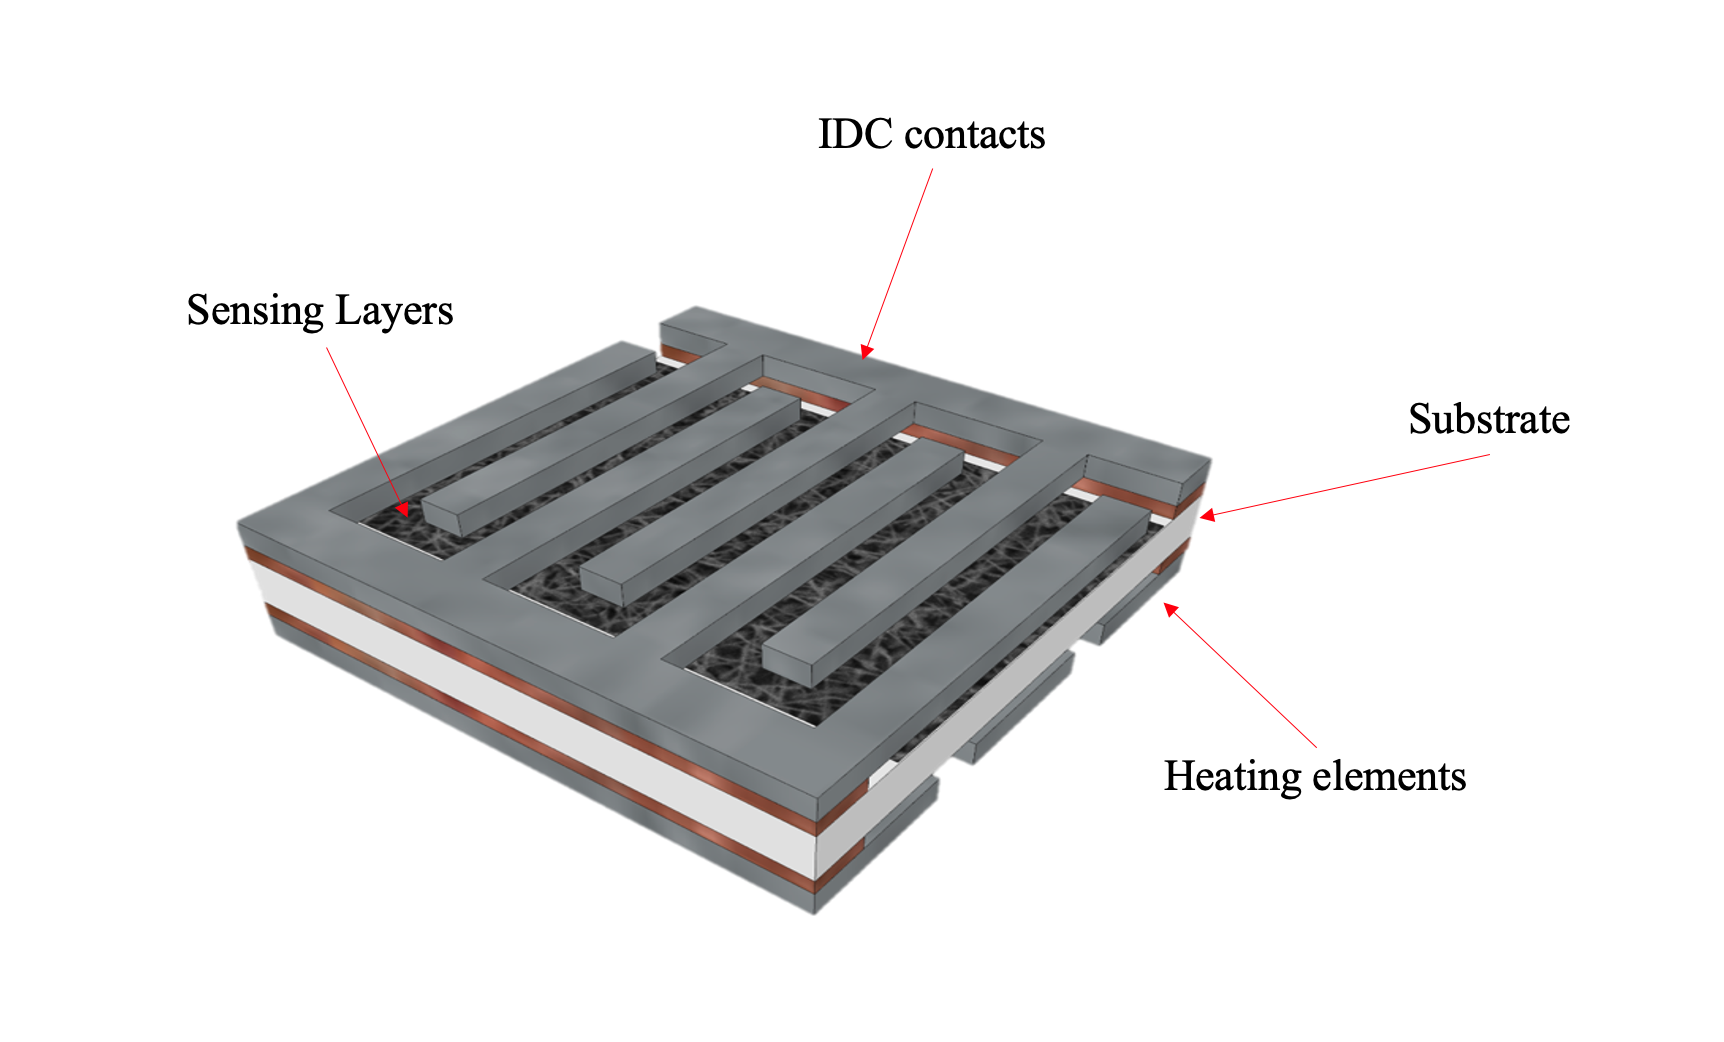 IDC contacts
Sensing Layers
Substrate
Heating elements